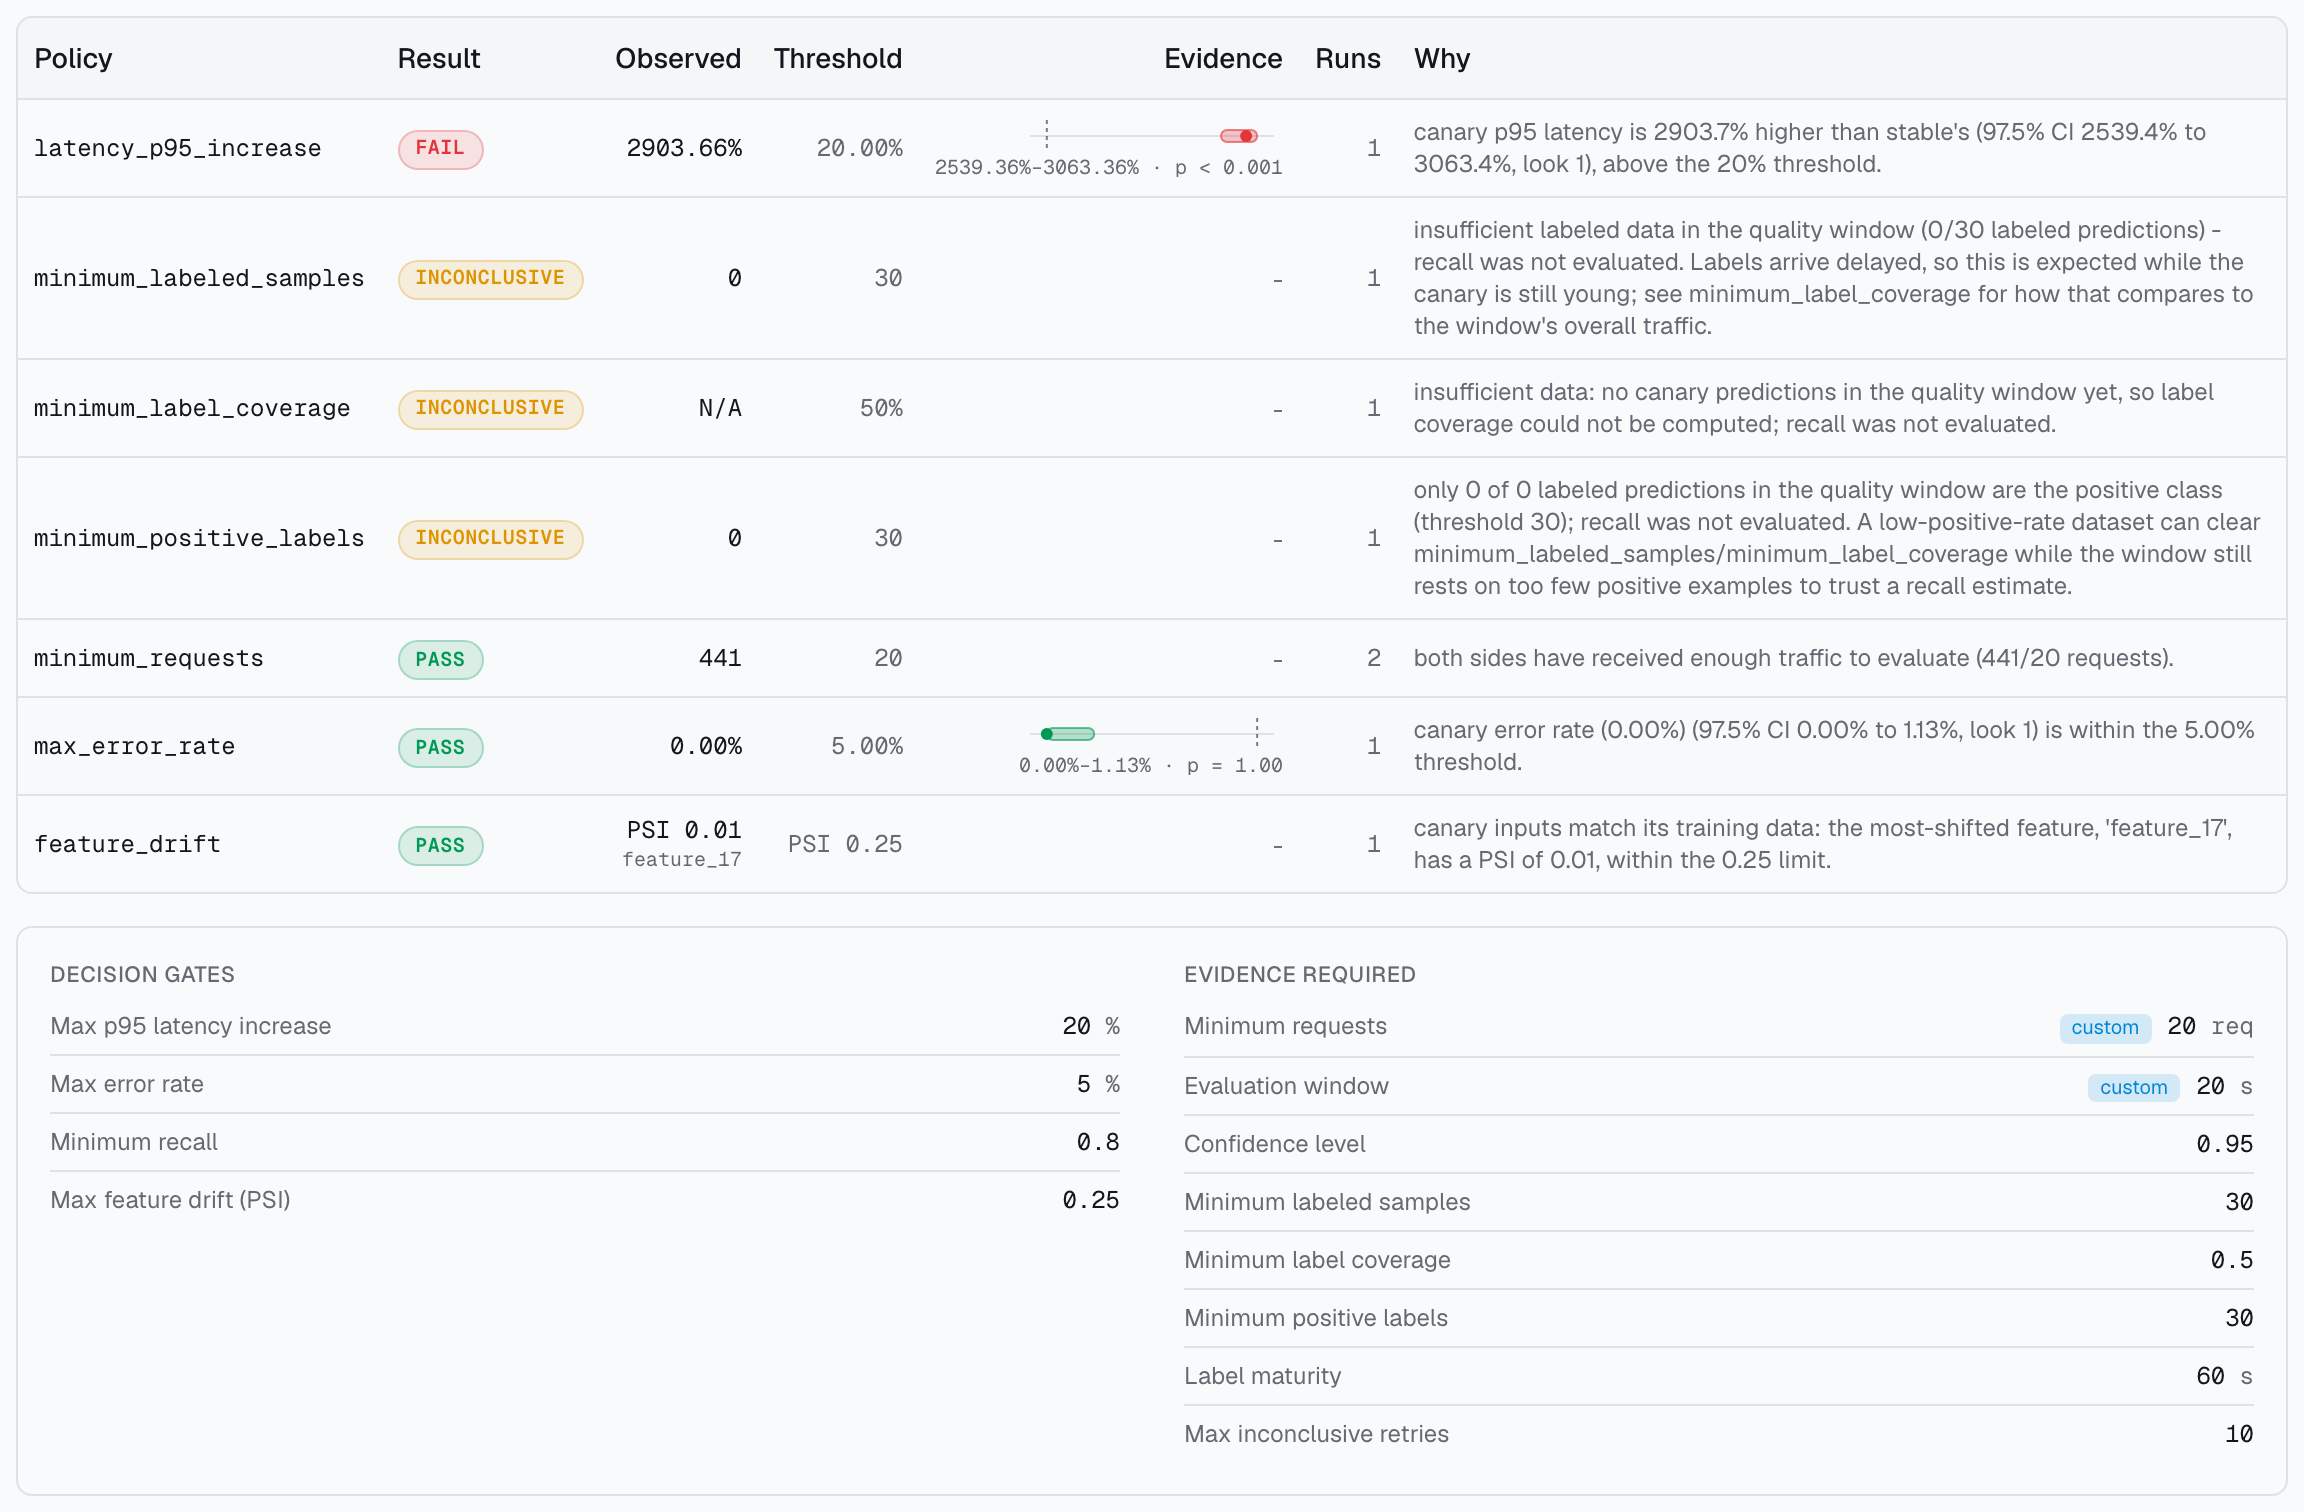 Policy Result Observed Threshold Evidence Runs Why
latency_p95_increase FAIL 2903.66% 20.00% 2539.36%–3063.36% · p < 0.001 1 canary p95 latency is 2903.7% higher than stable's (97.5% CI 2539.4% to
3063.4%, look 1), above the 20% threshold.
minimum_labeled_samples INCONCLUSIVE 0 30 – 1 insufficient labeled data in the quality window (0/30 labeled predictions) -
recall was not evaluated. Labels arrive delayed, so this is expected while the
canary is still young; see minimum_label_coverage for how that compares to
the window's overall traffic.
minimum_label_coverage INCONCLUSIVE N/A 50% – 1 insufficient data: no canary predictions in the quality window yet, so label
coverage could not be computed; recall was not evaluated.
minimum_positive_labels INCONCLUSIVE 0 30 – 1 only 0 of 0 labeled predictions in the quality window are the positive class
(threshold 30); recall was not evaluated. A low-positive-rate dataset can clear
minimum_labeled_samples/minimum_label_coverage while the window still
rests on too few positive examples to trust a recall estimate.
minimum_requests PASS 441 20 – 2 both sides have received enough traffic to evaluate (441/20 requests).
max_error_rate PASS 0.00% 5.00% 0.00%–1.13% · p = 1.00 1 canary error rate (0.00%) (97.5% CI 0.00% to 1.13%, look 1) is within the 5.00%
threshold.
feature_drift PASS PSI 0.01 PSI 0.25 – 1 canary inputs match its training data: the most-shifted feature, 'feature_17',
feature_17 has a PSI of 0.01, within the 0.25 limit.
DECISION GATES
Max p95 latency increase 20 %
Max error rate 5 %
Minimum recall 0.8
Max feature drift (PSI) 0.25
EVIDENCE REQUIRED
Minimum requests custom 20 req
Evaluation window custom 20 s
Confidence level 0.95
Minimum labeled samples 30
Minimum label coverage 0.5
Minimum positive labels 30
Label maturity 60 s
Max inconclusive retries 10